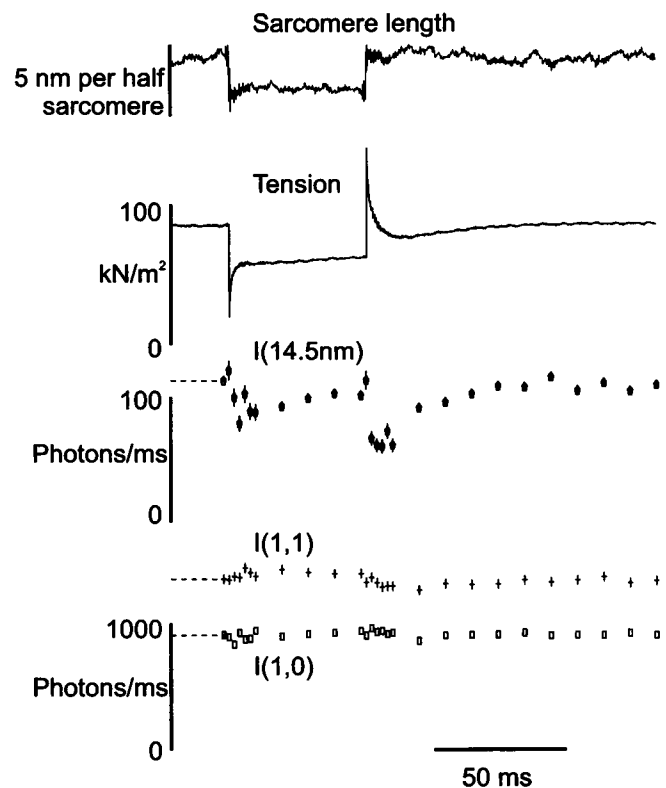 Sarcomere length
5 nm per half
sarcomere
Tension
100
kN/m²
0
I(14.5nm)
100
Photons/ms
0
I(1,1)
1000
I(1,0)
Photons/ms
0
50 ms